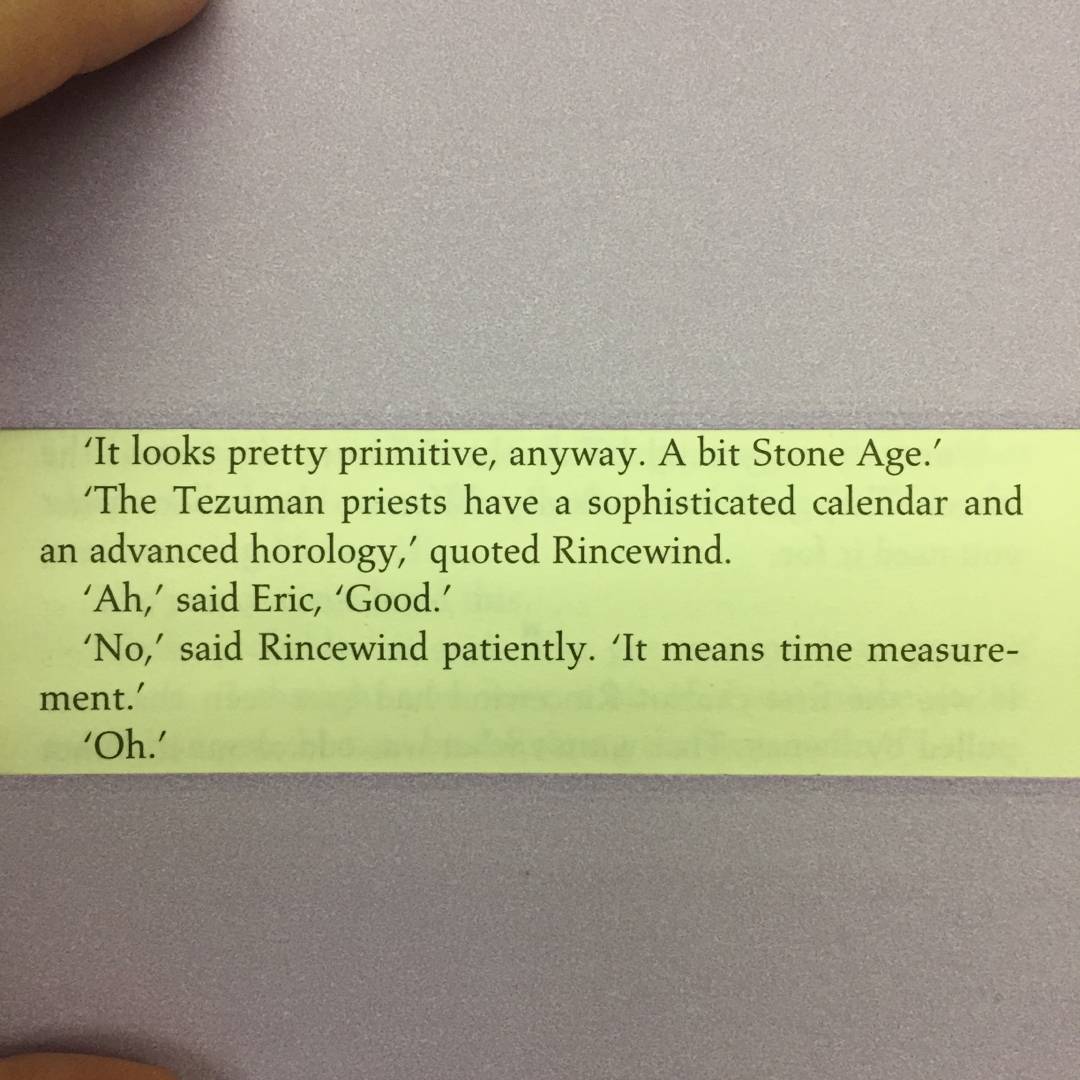 ‘It looks pretty primitive, anyway. A bit Stone Age.’
‘The Tezuman priests have a sophisticated calendar and
an advanced horology,’ quoted Rincewind.
‘Ah,’ said Eric, ‘Good.’
‘No,’ said Rincewind patiently. ‘It means time measure-
ment.’
‘Oh.’